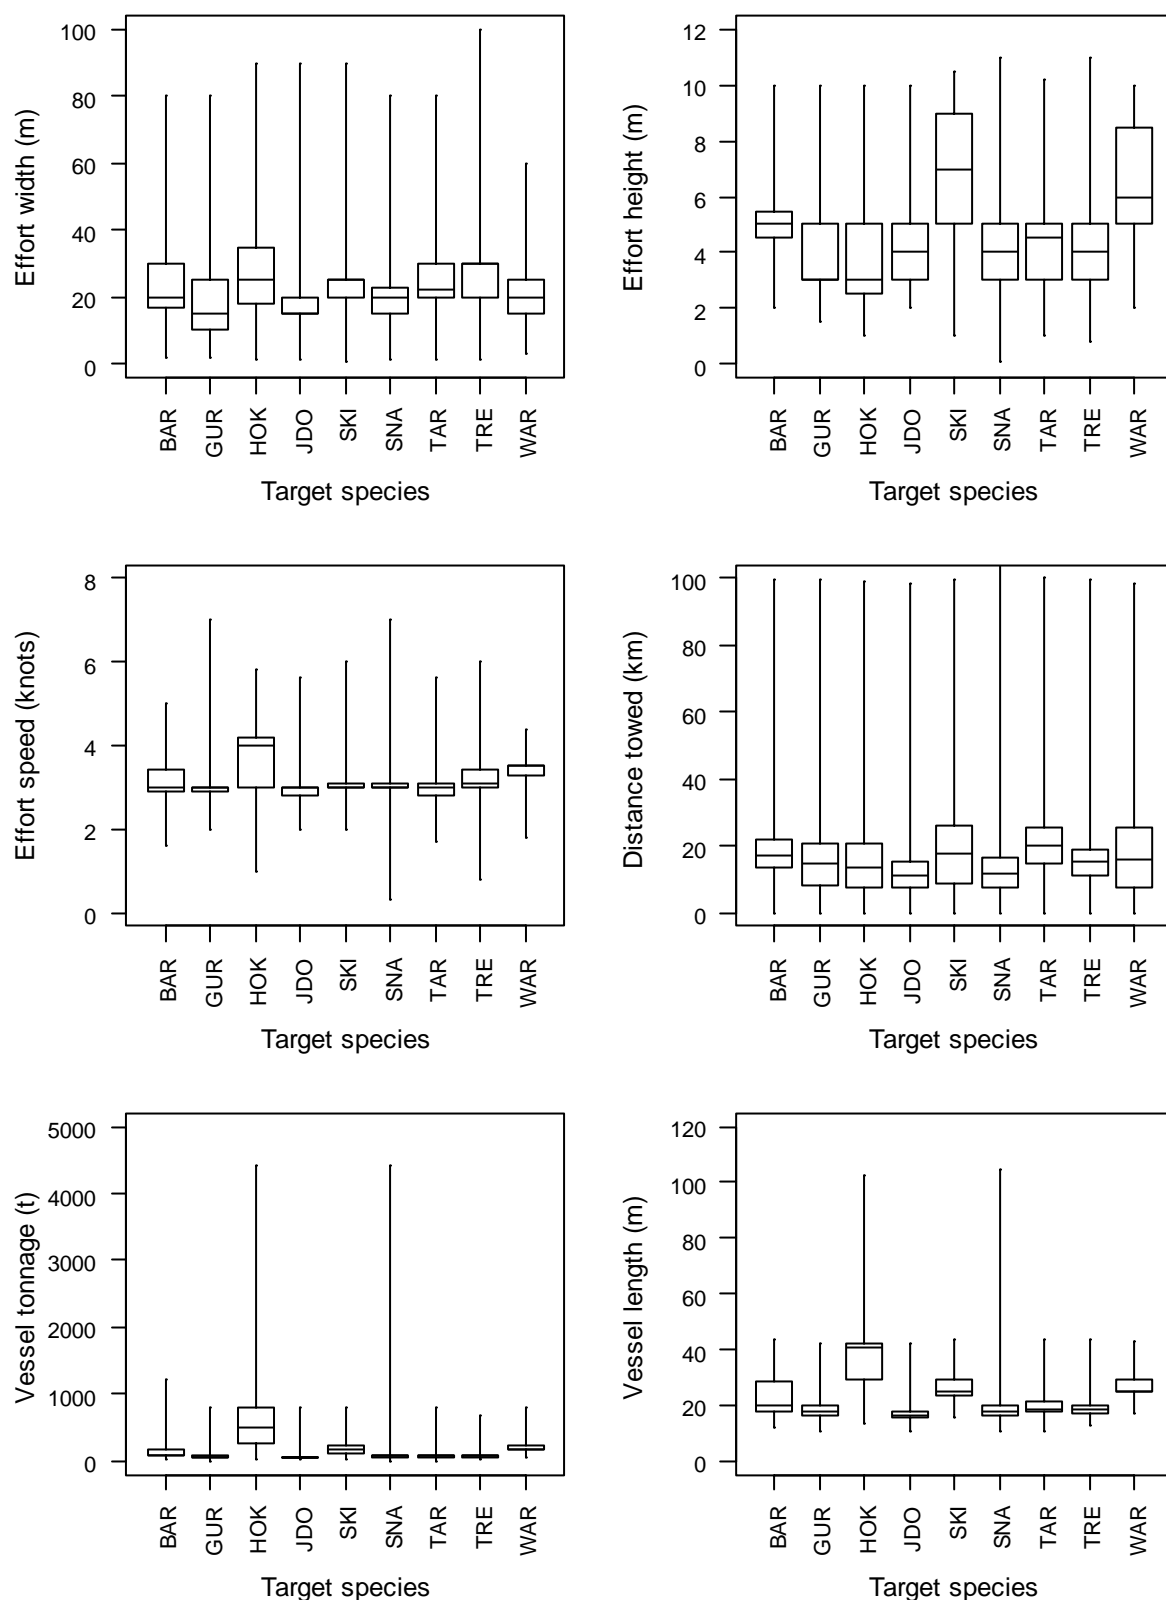 Effort width (m)
100
80
60
40
20
0
BAR GUR HOK JDO SKI SNA TAR TRE WAR
Target species
Effort height (m)
12
10
8
6
4
2
0
BAR GUR HOK JDO SKI SNA TAR TRE WAR
Target species
Effort speed (knots)
8
6
4
2
0
BAR GUR HOK JDO SKI SNA TAR TRE WAR
Target species
Distance towed (km)
100
80
60
40
20
0
BAR GUR HOK JDO SKI SNA TAR TRE WAR
Target species
Vessel tonnage (t)
5000
4000
3000
2000
1000
0
BAR GUR HOK JDO SKI SNA TAR TRE WAR
Target species
Vessel length (m)
120
100
80
60
40
20
0
BAR GUR HOK JDO SKI SNA TAR TRE WAR
Target species